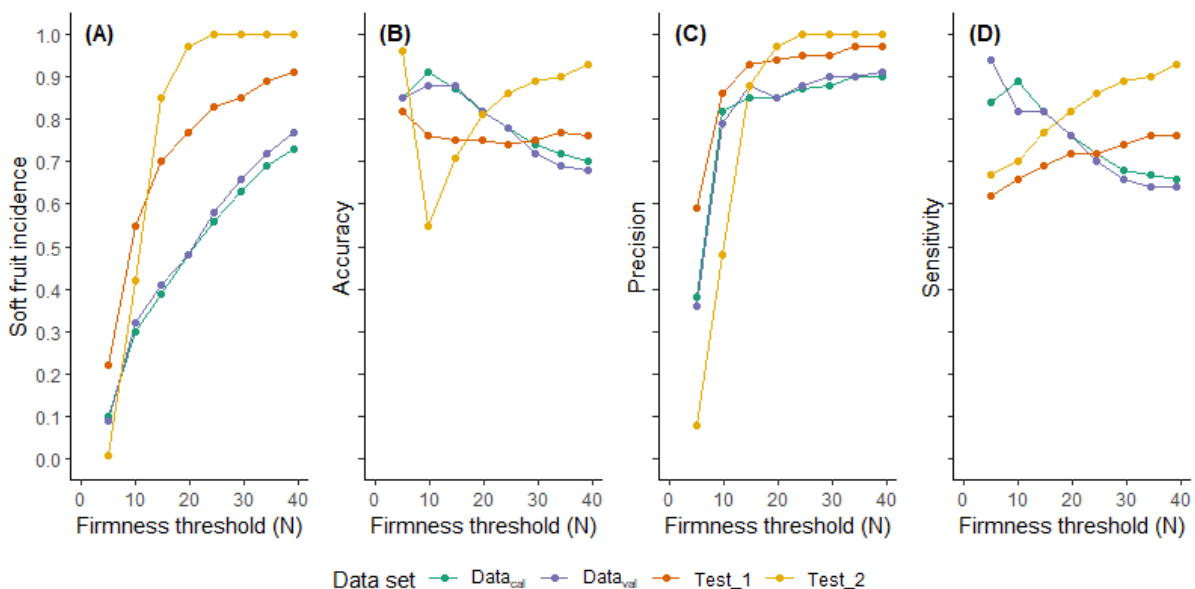 (A) (B) (C) (D)
Soft fruit incidence
1.0
0.9
0.8
0.7
0.6
0.5
0.4
0.3
0.2
0.1
0.0
0 10 20 30 40
Firmness threshold (N)
Accuracy
0 10 20 30 40
Firmness threshold (N)
Precision
0 10 20 30 40
Firmness threshold (N)
Sensitivity
0 10 20 30 40
Firmness threshold (N)
Data set Data_cal Data_val Test_1 Test_2